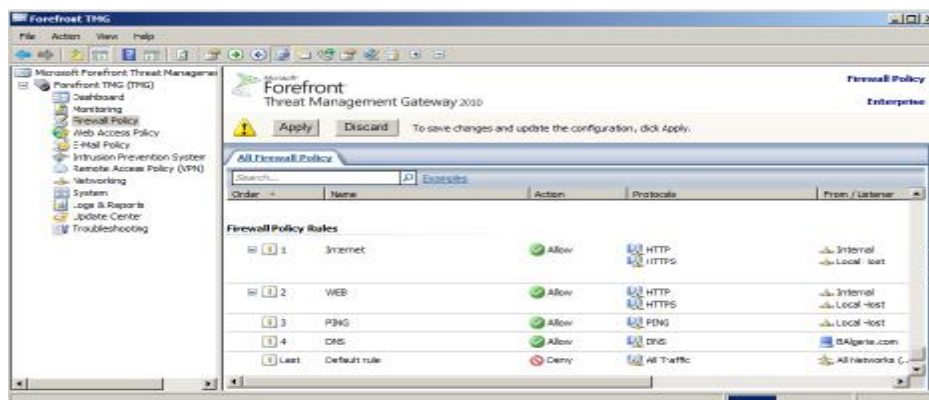 Forefront TMG
File Action View Help
Microsoft Forefront Threat Managemen
Forefront TMG (TMG)
Dashboard
Monitoring
Firewall Policy
Web Access Policy
E-Mail Policy
Intrusion Prevention System
Remote Access Policy (VPN)
Networking
System
Logs & Reports
Update Center
Troubleshooting
Microsoft
Forefront
Threat Management Gateway 2010
Firewall Policy
Enterprise
Apply Discard To save changes and update the configuration, click Apply.
All Firewall Policy
Search... Examples
Order Name Action Protocols From / Listener
Firewall Policy Rules
1 Internet Allow HTTP Internal
HTTPS Local Host
2 WEB Allow HTTP Internal
HTTPS Local Host
3 PING Allow PING Local Host
4 DNS Allow DNS BAlgerie.com
Last Default rule Deny All Traffic All Networks (...